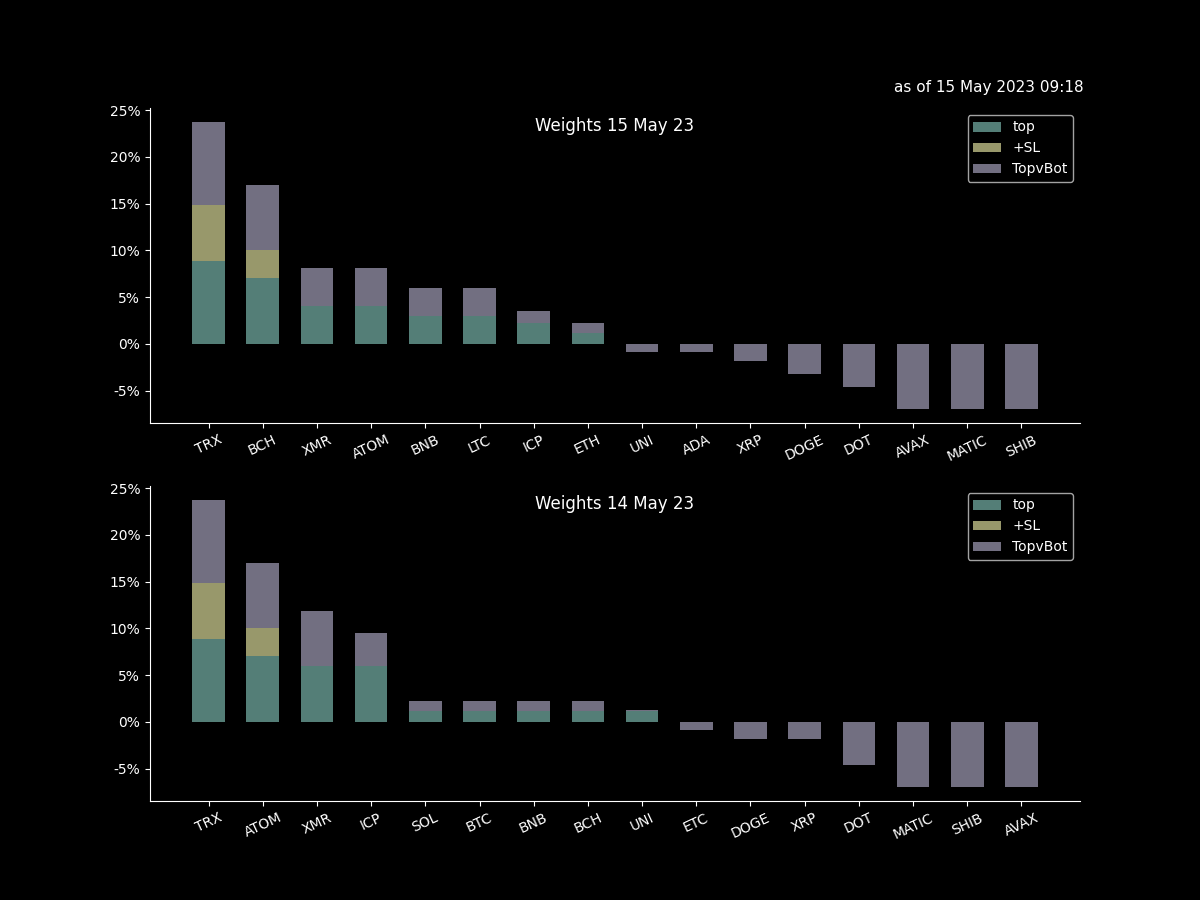 as of 15 May 2023 09:18
Weights 15 May 23
25%
20%
15%
10%
5%
0%
-5%
top
+SL
TopvBot
TRX BCH XMR ATOM BNB LTC ICP ETH UNI ADA XRP DOGE DOT AVAX MATIC SHIB
Weights 14 May 23
25%
20%
15%
10%
5%
0%
-5%
top
+SL
TopvBot
TRX ATOM XMR ICP SOL BTC BNB BCH UNI ETC DOGE XRP DOT MATIC SHIB AVAX